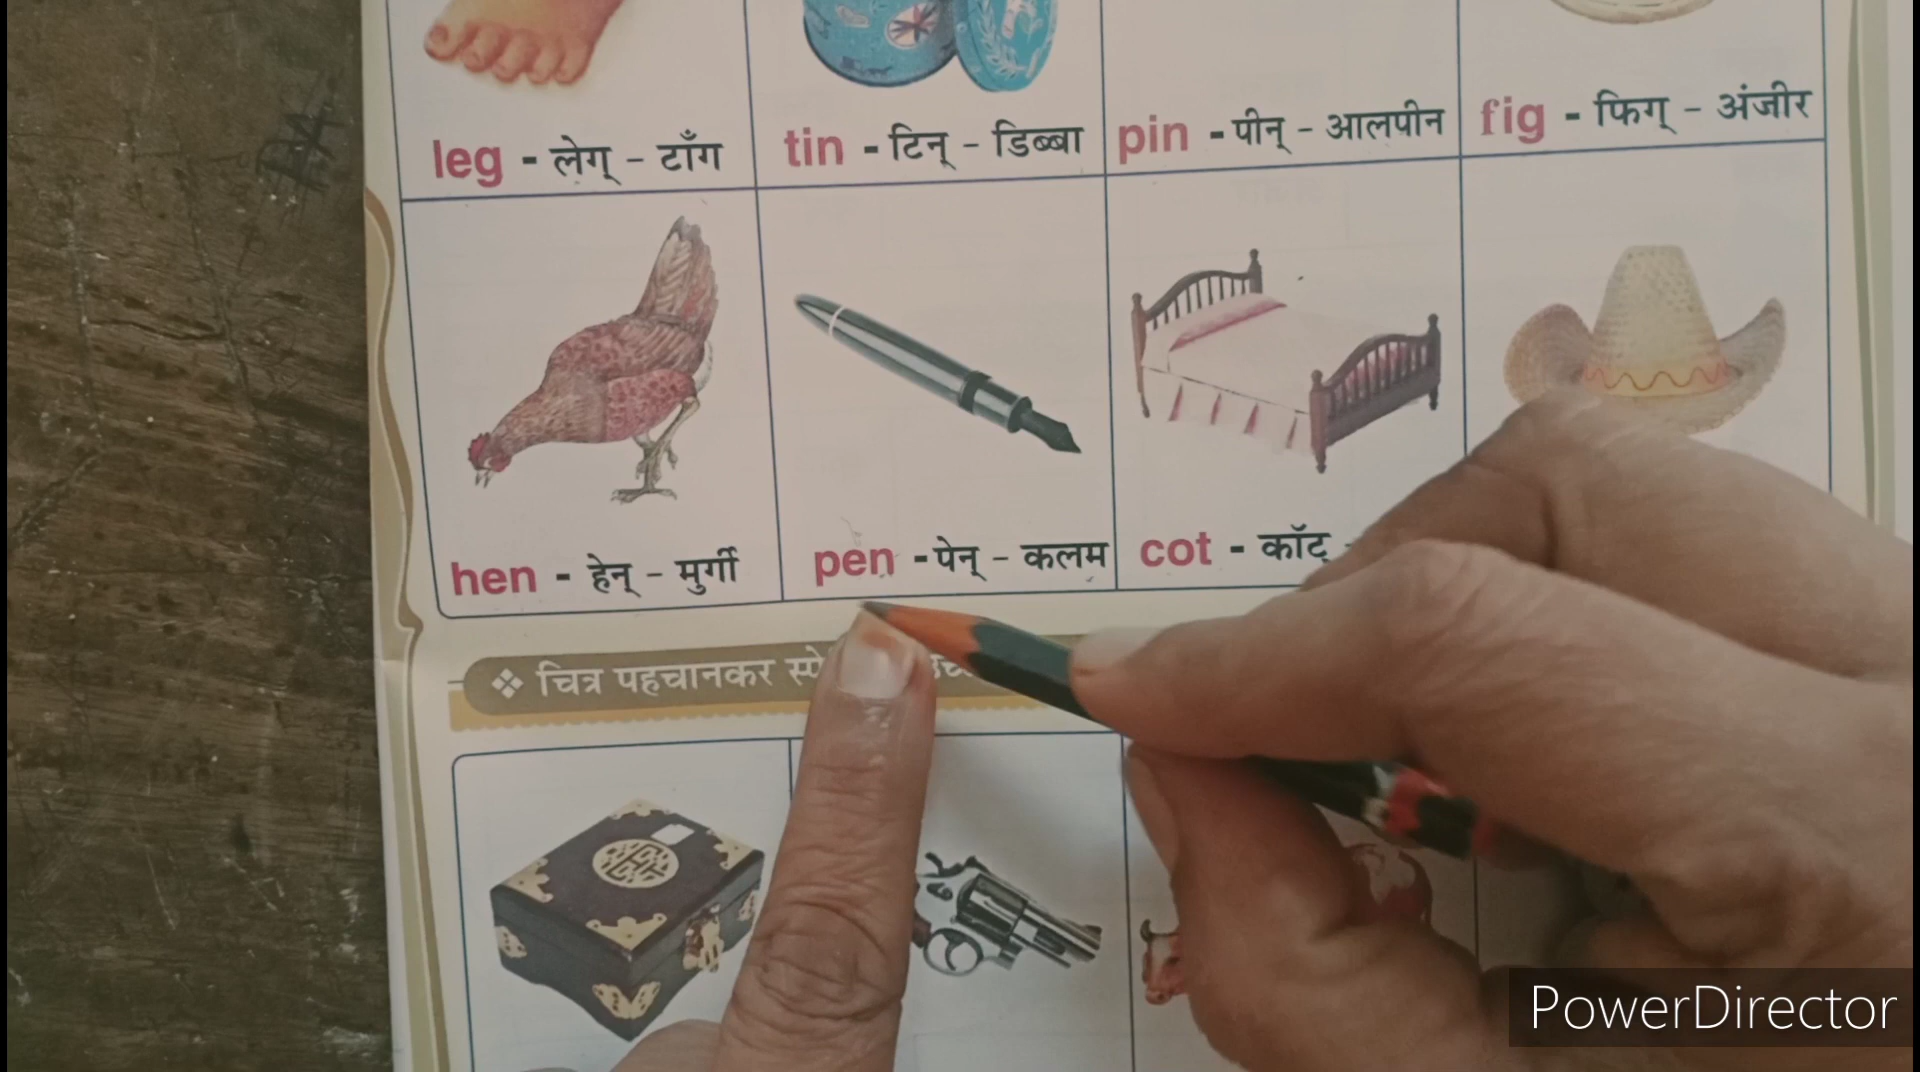 leg - लेग् - टाँग
tin - टिन् - डिब्बा
pin - पीन् - आलपीन
fig - फिग् - अंजीर
hen - हेन् - मुर्गी
pen - पेन् - कलम
cot - कॉट् -
❖ चित्र पहचानकर
PowerDirector